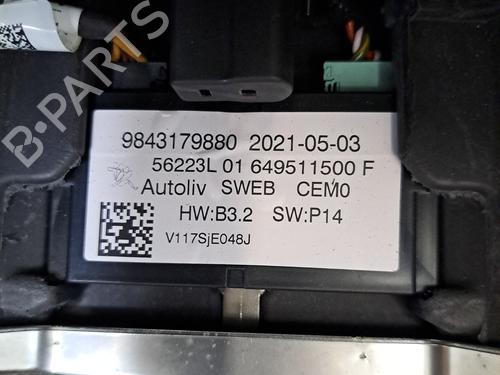 B-PARTS
9843179880 2021-05-03
56223L 01 649511500 F
Autoliv SWEB CEM0
HW:B3.2 SW:P14
V117SjE048J